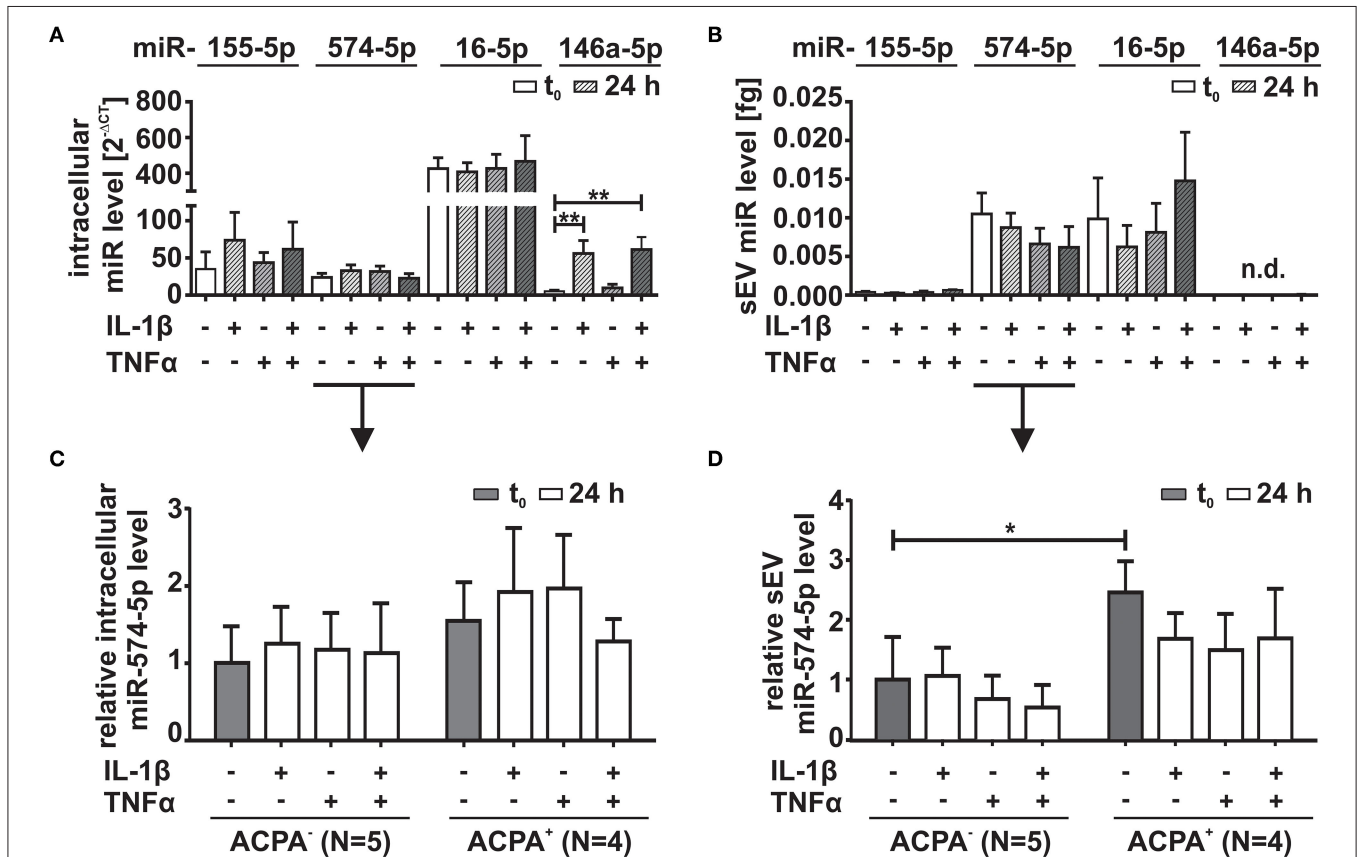 A
miR- 155-5p 574-5p 16-5p 146a-5p
t0 24 h
intracellular
miR level [2-ΔCT]
800
600
400
100
50
0
** **
IL-1β - + - + - + - + - + - + - + - +
TNFα - - + + - - + + - - + + - - + +
B
miR- 155-5p 574-5p 16-5p 146a-5p
t0 24 h
sEV miR level [fg]
0.025
0.020
0.015
0.010
0.005
0.000
n.d.
IL-1β - + - + - + - + - + - + - + - +
TNFα - - + + - - + + - - + + - - + +
C
t0 24 h
relative intracellular
miR-574-5p level
3
2
1
0
IL-1β - + - + - + - +
TNFα - - + + - - + +
ACPA- (N=5) ACPA+ (N=4)
D
t0 24 h
relative sEV
miR-574-5p level
4
3
2
1
0
*
IL-1β - + - + - + - +
TNFα - - + + - - + +
ACPA- (N=5) ACPA+ (N=4)